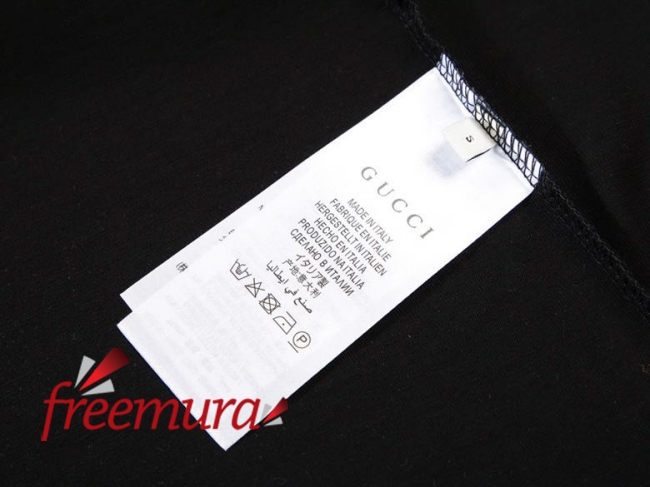 S
GUCCI
MADE IN ITALY
FABRIQUE EN ITALIE
HERGESTELLT IN ITALIEN
HECHO EN ITALIA
PRODUZIDO NA ITALIA
СДЕЛАНО В ИТАЛИИ
イタリア製
产地:意大利
صنع في ايطاليا
P
freemura